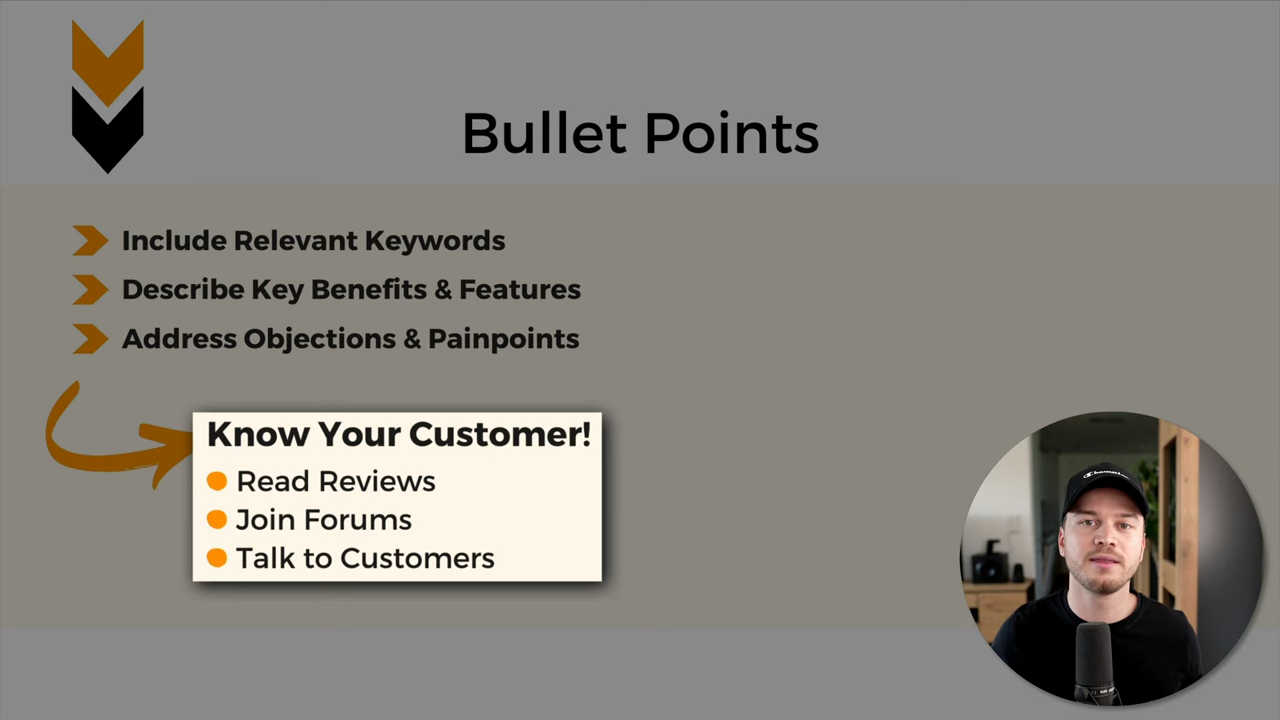 Bullet Points
Include Relevant Keywords
Describe Key Benefits & Features
Address Objections & Painpoints
Know Your Customer!
Read Reviews
Join Forums
Talk to Customers